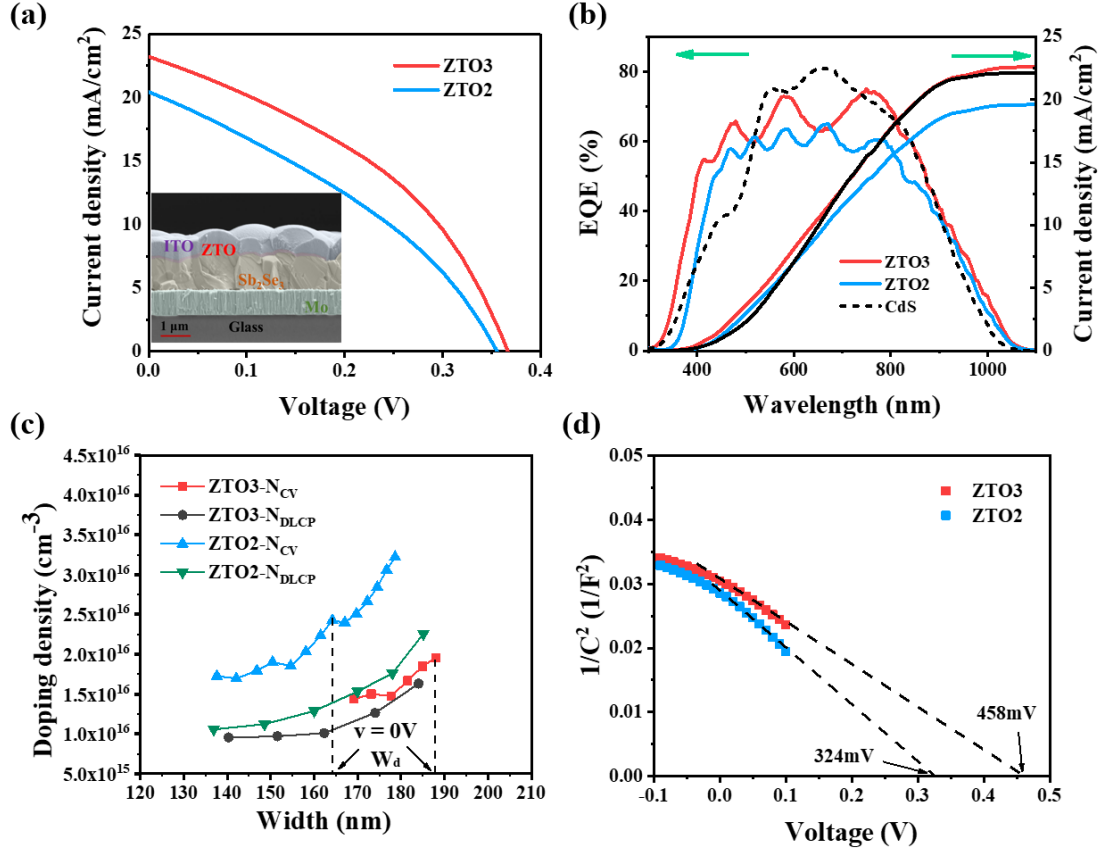 (a)
Current density (mA/cm²)
25
20
15
10
5
0
0.0
0.1
0.2
0.3
0.4
Voltage (V)
ZTO3
ZTO2
ITO
ZTO
Sb₂Se₃
Mo
1 μm
Glass
(b)
EQE (%)
80
60
40
20
0
400
600
800
1000
Wavelength (nm)
25
20
15
10
5
0
Current density (mA/cm²)
ZTO3
ZTO2
CdS
(c)
Doping density (cm⁻³)
4.5x10¹⁶
4.0x10¹⁶
3.5x10¹⁶
3.0x10¹⁶
2.5x10¹⁶
2.0x10¹⁶
1.5x10¹⁶
1.0x10¹⁶
5.0x10¹⁵
120 130 140 150 160 170 180 190 200 210
Width (nm)
ZTO3-N_CV
ZTO3-N_DLCP
ZTO2-N_CV
ZTO2-N_DLCP
v = 0V
W_d
(d)
1/C² (1/F²)
0.05
0.04
0.03
0.02
0.01
0.00
-0.1 0.0 0.1 0.2 0.3 0.4 0.5
Voltage (V)
ZTO3
ZTO2
458mV
324mV